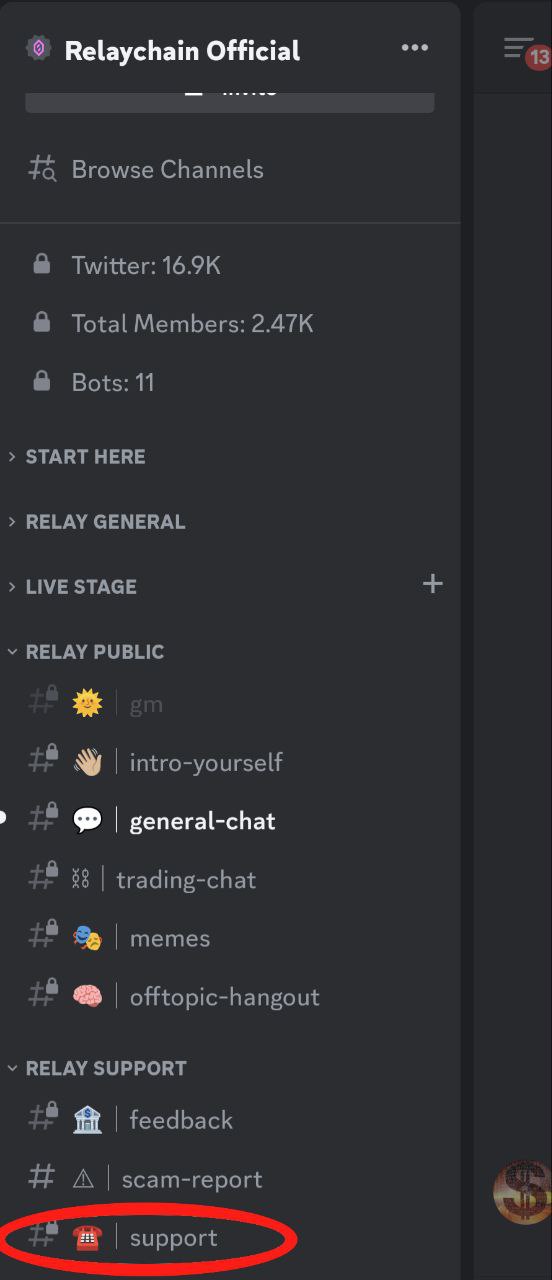 Relaychain Official
13
Invite
Browse Channels
Twitter: 16.9K
Total Members: 2.47K
Bots: 11
START HERE
RELAY GENERAL
LIVE STAGE
RELAY PUBLIC
gm
intro-yourself
general-chat
trading-chat
memes
offtopic-hangout
RELAY SUPPORT
feedback
scam-report
support